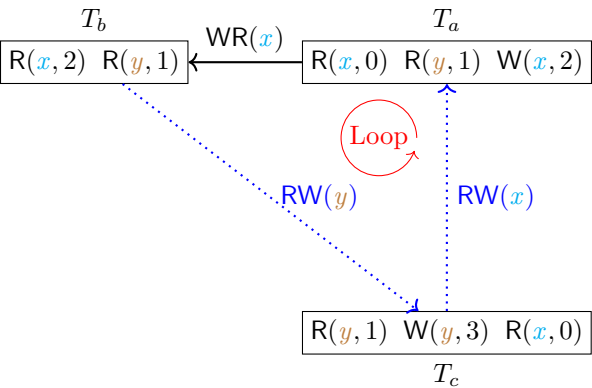 T_b
T_a
WR(x)
R(x, 2) R(y, 1)
R(x, 0) R(y, 1) W(x, 2)
Loop
RW(y)
RW(x)
R(y, 1) W(y, 3) R(x, 0)
T_c